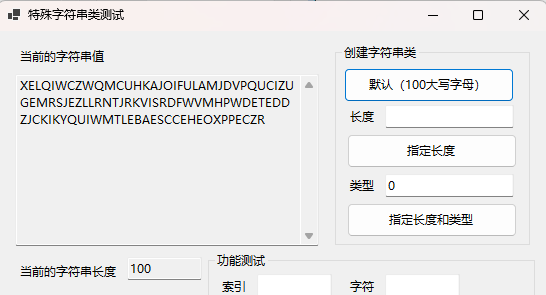 特殊字符串类测试
当前的字符串值
XELQIWCZWQMCUHKAJOIFULAMJDVPQUCIZU
GEMRSJEZLLRNTJRKVISRDFWVMHPWDETEDD
ZJCKIKYQUIWMTLEBAESCCEHEOXPPECZR
创建字符串类
默认（100大写字母）
长度
指定长度
类型 0
指定长度和类型
当前的字符串长度 100
功能测试
索引 字符